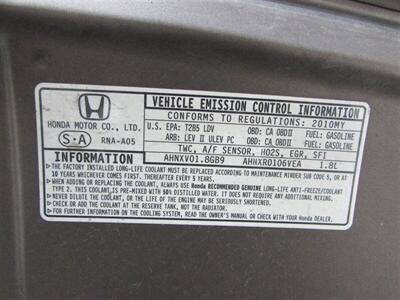 VEHICLE EMISSION CONTROL INFORMATION
CONFORMS TO REGULATIONS: 2010MY
HONDA MOTOR CO., LTD.
S·A RNA-A05
U.S. EPA: T2B5 LDV OBD: CA OBDII FUEL: GASOLINE
ARB: LEV II ULEV PC OBD: CA OBDII FUEL: GASOLINE
TWC, A/F SENSOR, HO2S, EGR, SFI
INFORMATION AHNXV01.8GB9 AHNXR0106VEA 1.8L
►THE FACTORY INSTALLED LONG-LIFE COOLANT MUST BE REPLACED ACCORDING TO MAINTENANCE MINDER SUB CODE 5, OR AT
10 YEARS WHICHEVER COMES FIRST. THEREAFTER EVERY 5 YEARS.
►WHEN ADDING OR REPLACING THE COOLANT, ALWAYS USE Honda RECOMMENDED GENUINE LONG-LIFE ANTI-FREEZE/COOLANT
TYPE 2. THIS COOLANT IS PRE-MIXED WITH 50% DISTILLED WATER. IT DOES NOT REQUIRE ANY ADDITIONAL MIXING.
OTHERWISE, THE COOLING SYSTEM OR THE LIFE OF THE ENGINE MAY BE SERIOUSLY SHORTENED.
►CHECK OR ADD THE COOLANT AT THE RESERVE TANK, NOT THE RADIATOR.
►FOR FURTHER INFORMATION ON THE COOLING SYSTEM, READ THE OWNER'S MANUAL OR CHECK WITH YOUR Honda DEALER.